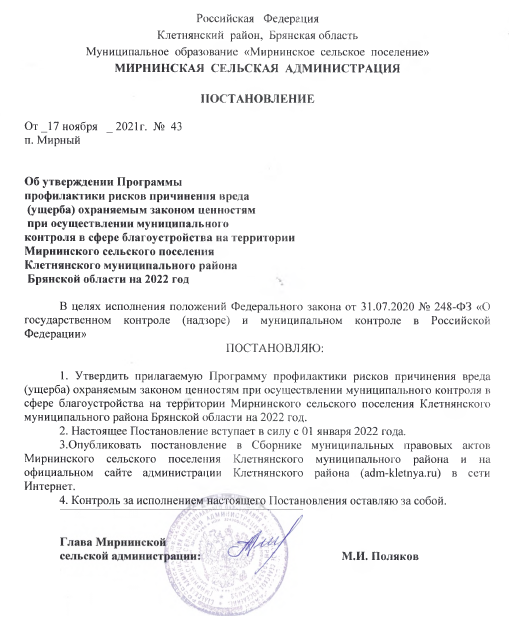 Российская Федерация
Клетнянский район, Брянская область
Муниципальное образование «Мирнинское сельское поселение»
МИРНИНСКАЯ СЕЛЬСКАЯ АДМИНИСТРАЦИЯ
ПОСТАНОВЛЕНИЕ
От _17 ноября _ 2021г. № 43
п. Мирный
Об утверждении Программы
профилактики рисков причинения вреда
(ущерба) охраняемым законом ценностям
при осуществлении муниципального
контроля в сфере благоустройства на территории
Мирнинского сельского поселения
Клетнянского муниципального района
Брянской области на 2022 год
В целях исполнения положений Федерального закона от 31.07.2020 № 248-ФЗ «О
государственном контроле (надзоре) и муниципальном контроле в Российской
Федерации»
ПОСТАНОВЛЯЮ:
1. Утвердить прилагаемую Программу профилактики рисков причинения вреда
(ущерба) охраняемым законом ценностям при осуществлении муниципального контроля в
сфере благоустройства на территории Мирнинского сельского поселения Клетнянского
муниципального района Брянской области на 2022 год.
2. Настоящее Постановление вступает в силу с 01 января 2022 года.
3.Опубликовать постановление в Сборнике муниципальных правовых актов
Мирнинского сельского поселения Клетнянского муниципального района и на
официальном сайте администрации Клетнянского района (adm-kletnya.ru) в сети
Интернет.
4. Контроль за исполнением настоящего Постановления оставляю за собой.
Глава Мирнинской
сельской администрации:
М.И. Поляков